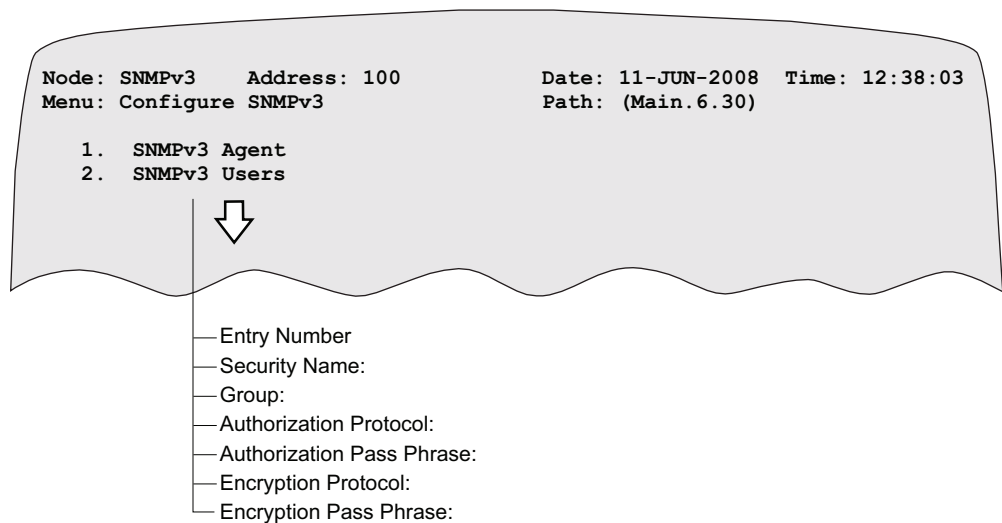 Node: SNMPv3 Address: 100 Date: 11-JUN-2008 Time: 12:38:03
Menu: Configure SNMPv3 Path: (Main.6.30)
1. SNMPv3 Agent
2. SNMPv3 Users
Entry Number
Security Name:
Group:
Authorization Protocol:
Authorization Pass Phrase:
Encryption Protocol:
Encryption Pass Phrase: